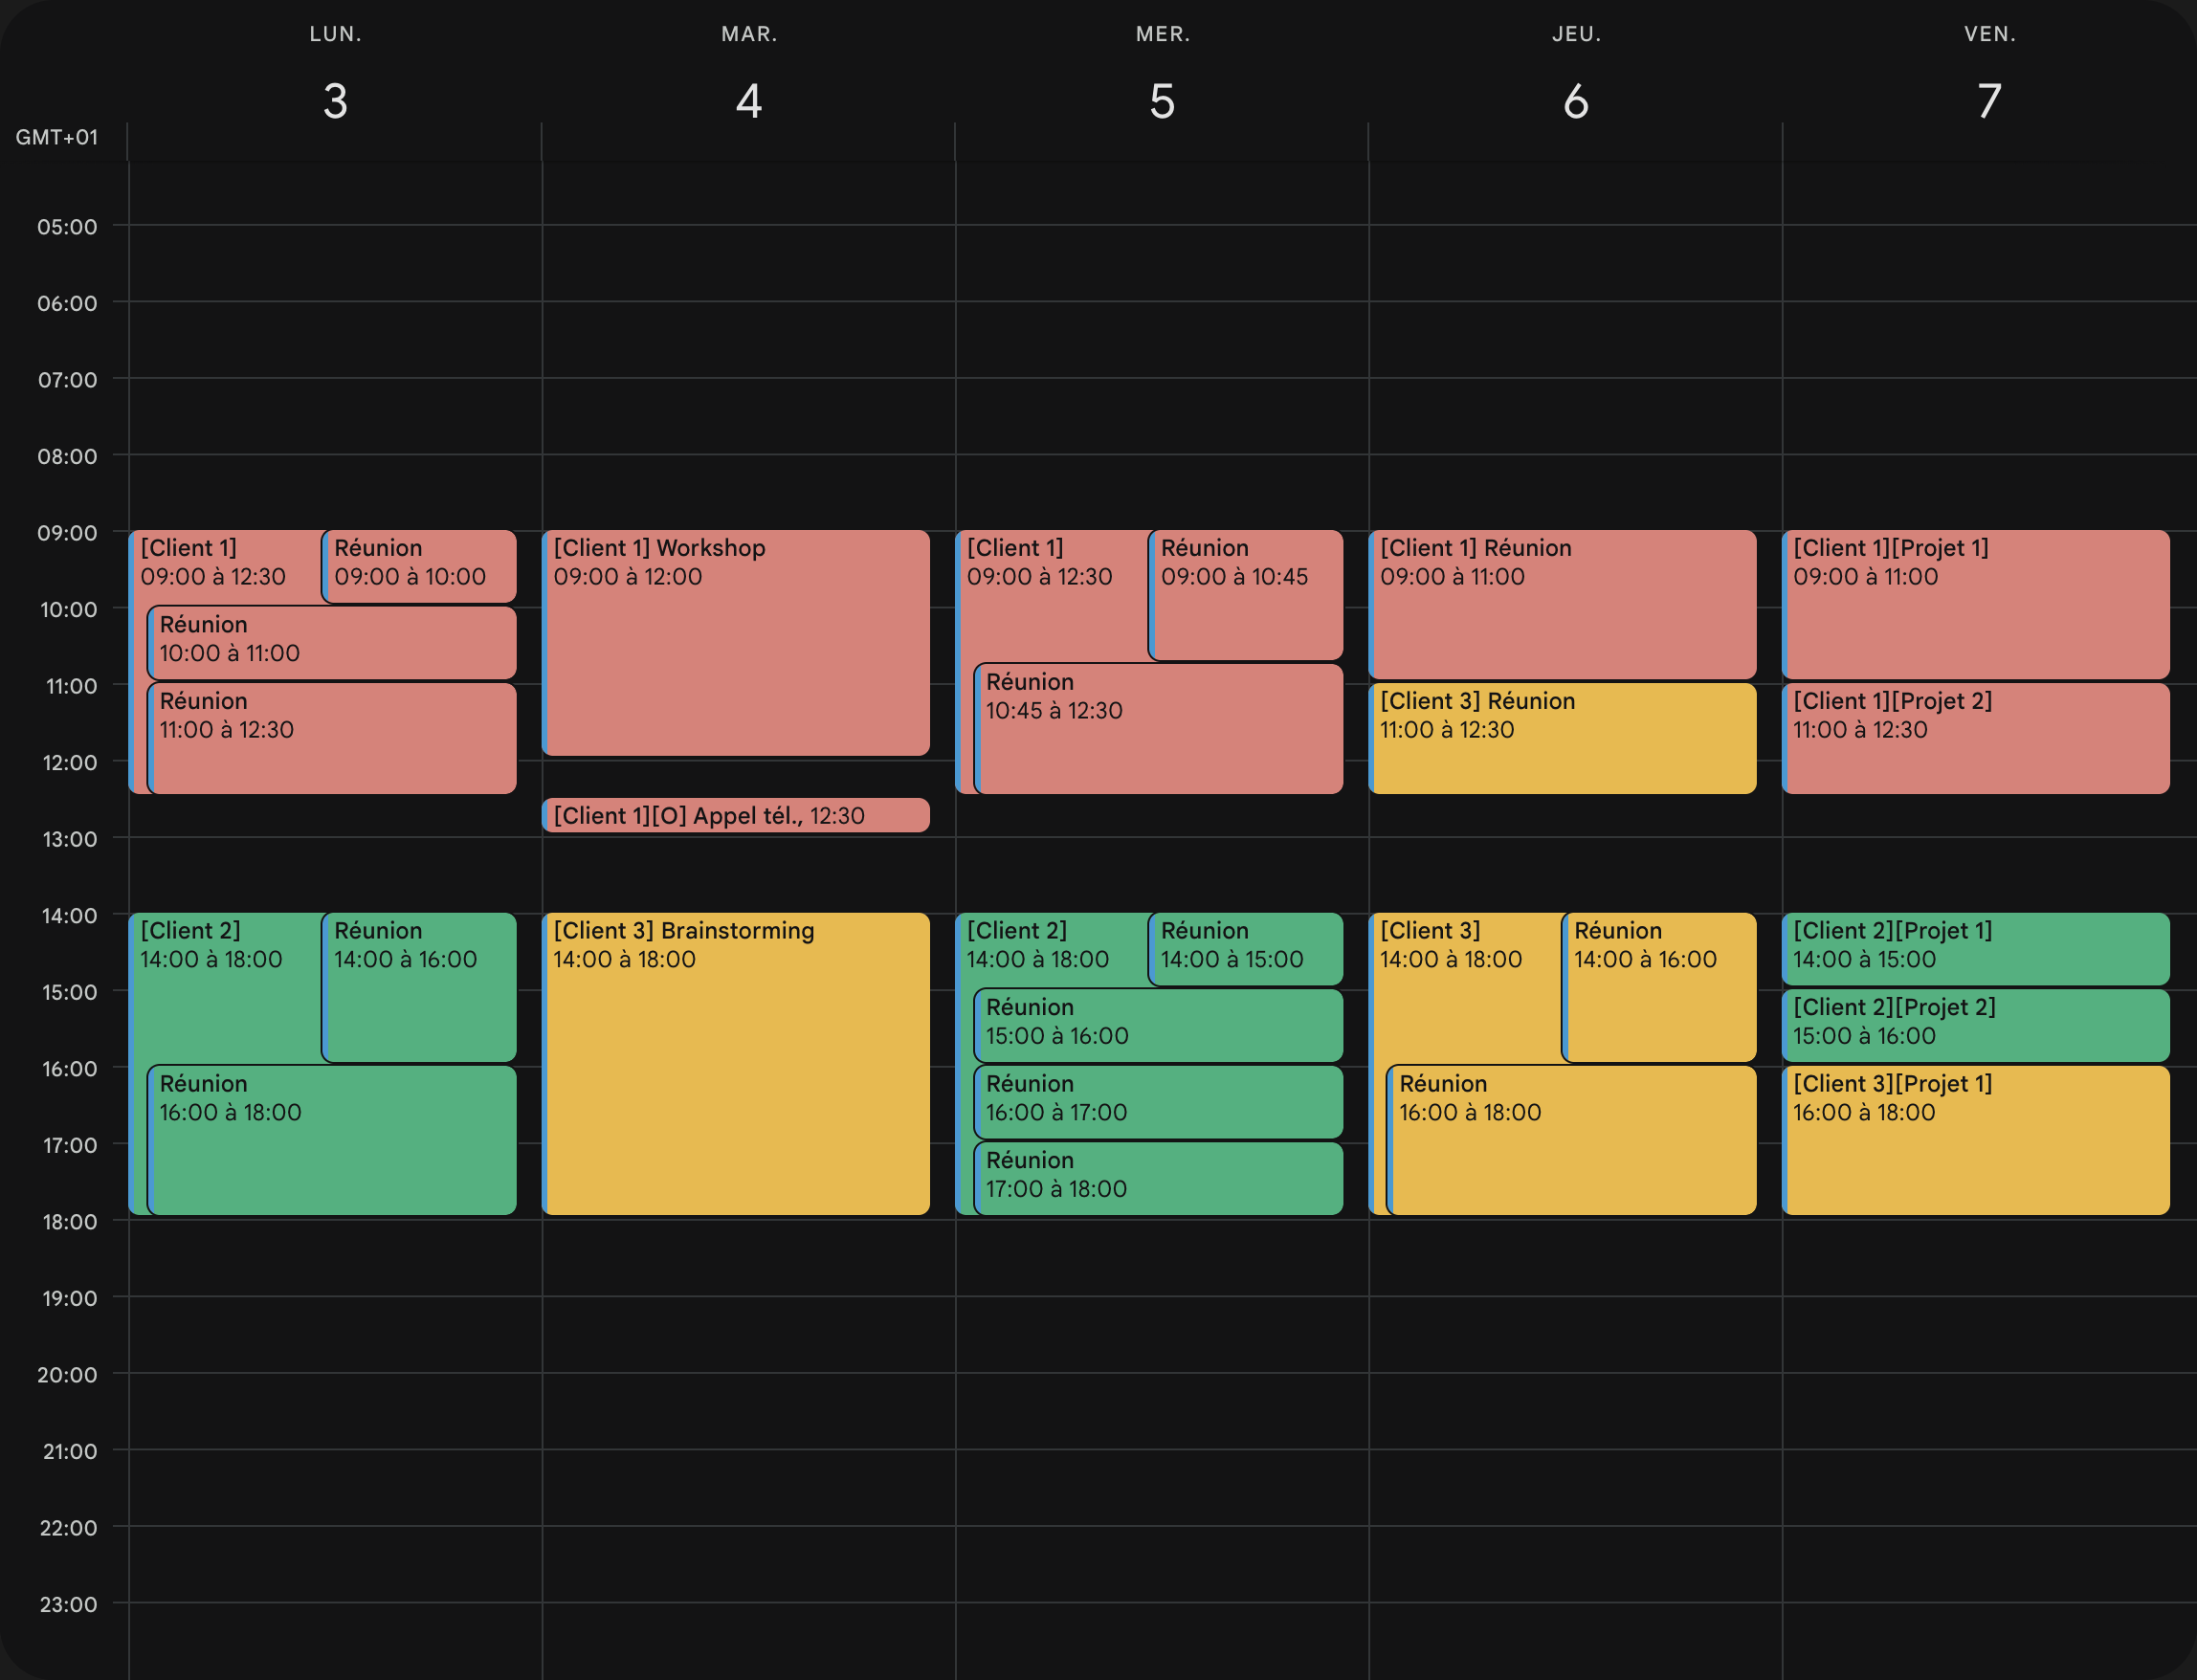 LUN.
3
MAR.
4
MER.
5
JEU.
6
VEN.
7
GMT+01
05:00
06:00
07:00
08:00
09:00
10:00
11:00
12:00
13:00
14:00
15:00
16:00
17:00
18:00
19:00
20:00
21:00
22:00
23:00
[Client 1]
09:00 à 12:30
Réunion
09:00 à 10:00
Réunion
10:00 à 11:00
Réunion
11:00 à 12:30
[Client 2]
14:00 à 18:00
Réunion
14:00 à 16:00
Réunion
16:00 à 18:00
[Client 1] Workshop
09:00 à 12:00
[Client 1][O] Appel tél., 12:30
[Client 3] Brainstorming
14:00 à 18:00
[Client 1]
09:00 à 12:30
Réunion
09:00 à 10:45
Réunion
10:45 à 12:30
[Client 2]
14:00 à 18:00
Réunion
14:00 à 15:00
Réunion
15:00 à 16:00
Réunion
16:00 à 17:00
Réunion
17:00 à 18:00
[Client 1] Réunion
09:00 à 11:00
[Client 3] Réunion
11:00 à 12:30
[Client 3]
14:00 à 18:00
Réunion
14:00 à 16:00
Réunion
16:00 à 18:00
[Client 1][Projet 1]
09:00 à 11:00
[Client 1][Projet 2]
11:00 à 12:30
[Client 2][Projet 1]
14:00 à 15:00
[Client 2][Projet 2]
15:00 à 16:00
[Client 3][Projet 1]
16:00 à 18:00